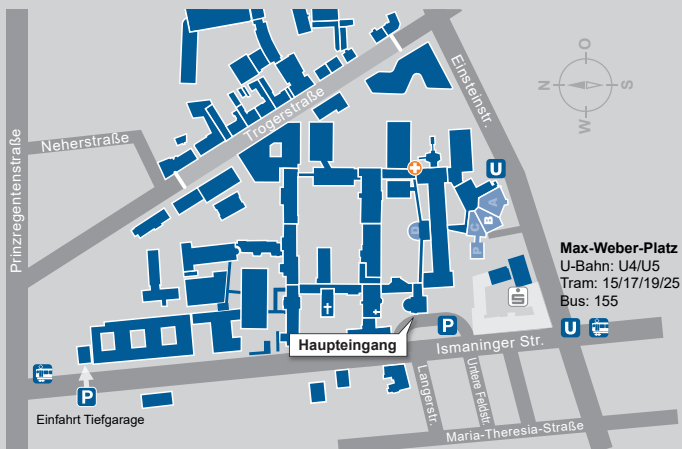 O
N
S
W
Einsteinstr.
Trogerstraße
Neherstraße
Prinzregentenstraße
U
A
B
C
D
P
Max-Weber-Platz
U-Bahn: U4/U5
Tram: 15/17/19/25
Bus: 155
S
P
U
Haupteingang
Ismaninger Str.
P
Einfahrt Tiefgarage
Langerstr.
Untere Feldstr.
Maria-Theresia-Straße